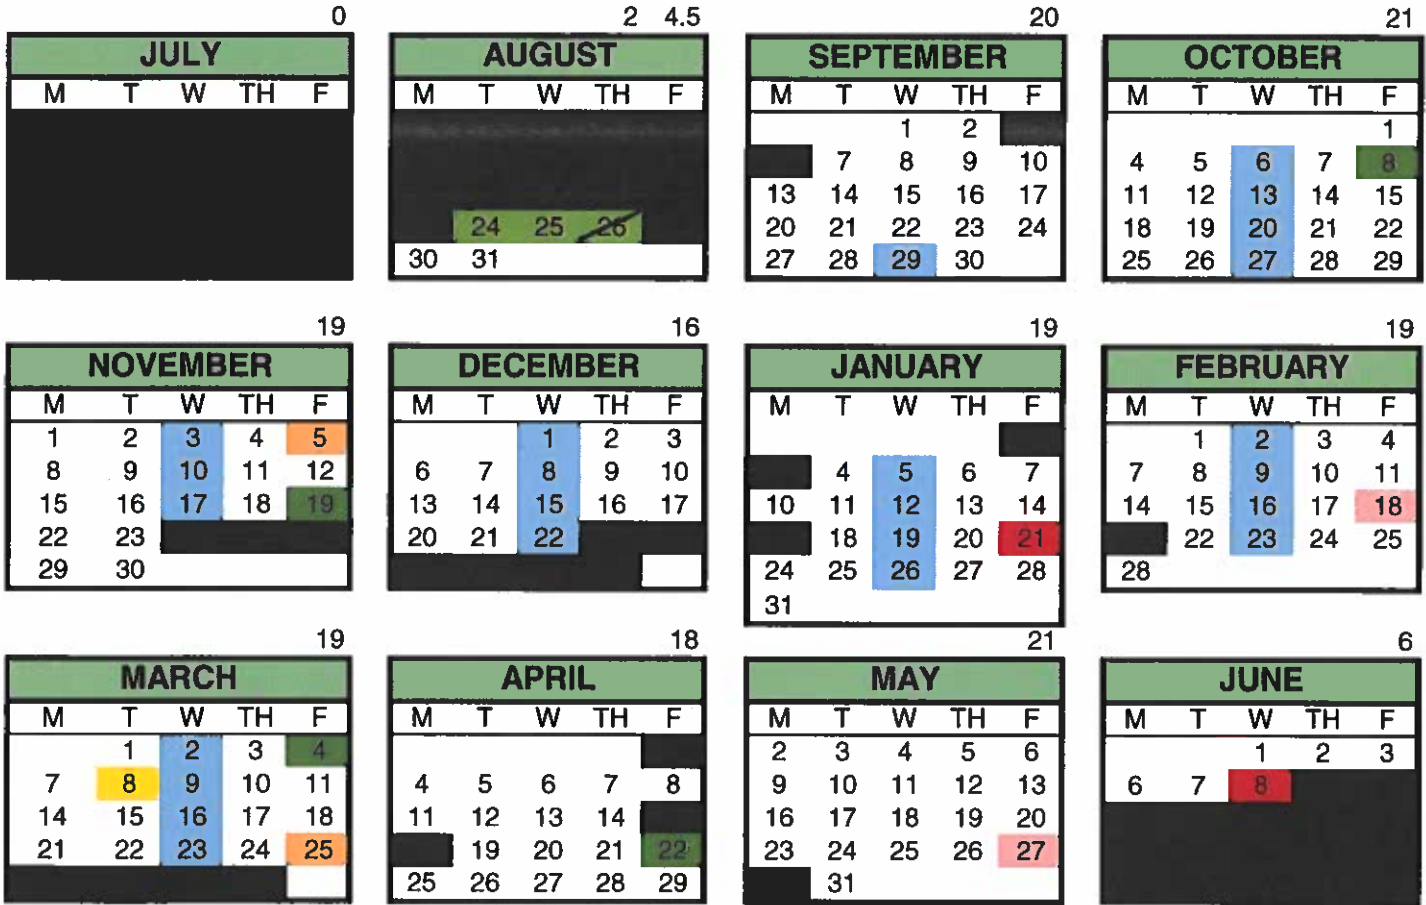 0
JULY
M T W TH F
2 4.5
AUGUST
M T W TH F
24 25 26
30 31
20
SEPTEMBER
M T W TH F
1 2
7 8 9 10
13 14 15 16 17
20 21 22 23 24
27 28 29 30
21
OCTOBER
M T W TH F
1
4 5 6 7 8
11 12 13 14 15
18 19 20 21 22
25 26 27 28 29
19
NOVEMBER
M T W TH F
1 2 3 4 5
8 9 10 11 12
15 16 17 18 19
22 23
29 30
16
DECEMBER
M T W TH F
1 2 3
6 7 8 9 10
13 14 15 16 17
20 21 22
19
JANUARY
M T W TH F
4 5 6 7
10 11 12 13 14
18 19 20 21
24 25 26 27 28
31
19
FEBRUARY
M T W TH F
1 2 3 4
7 8 9 10 11
14 15 16 17 18
22 23 24 25
28
19
MARCH
M T W TH F
1 2 3 4
7 8 9 10 11
14 15 16 17 18
21 22 23 24 25
18
APRIL
M T W TH F
4 5 6 7 8
11 12 13 14
19 20 21 22
25 26 27 28 29
21
MAY
M T W TH F
2 3 4 5 6
9 10 11 12 13
16 17 18 19 20
23 24 25 26 27
31
6
JUNE
M T W TH F
1 2 3
6 7 8